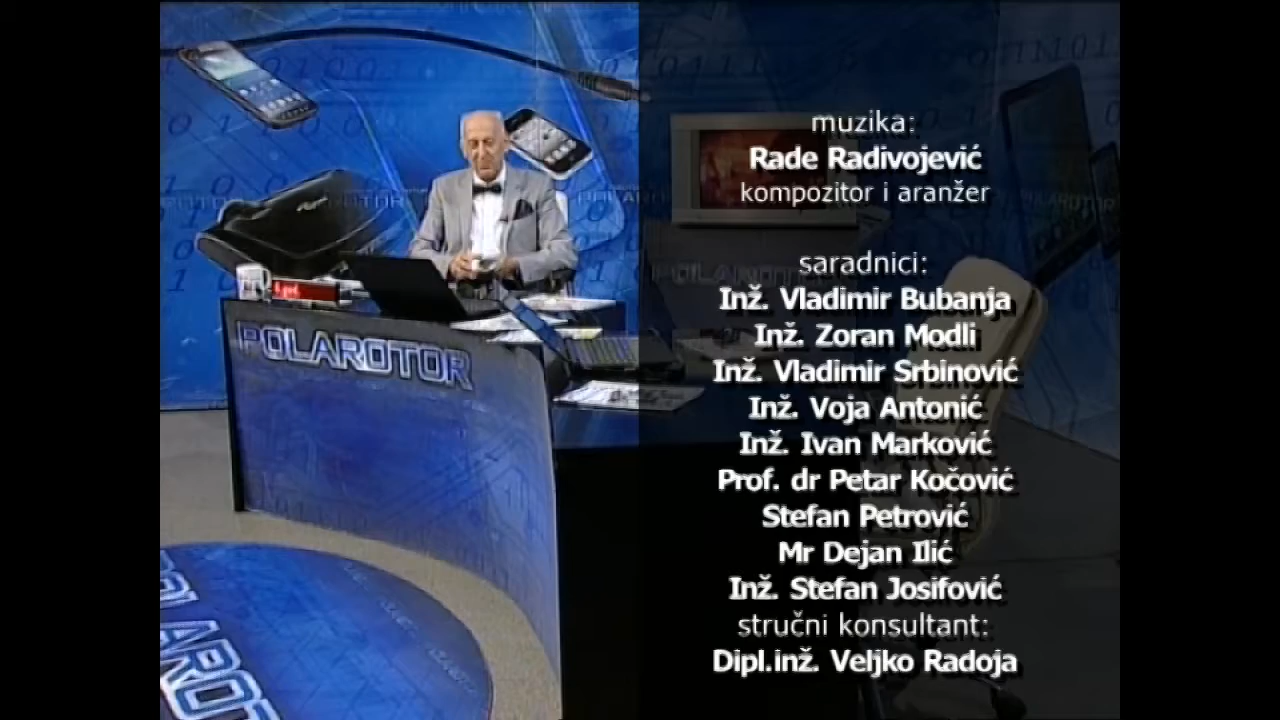 POLAROTOR
muzika:
Rade Radivojević
kompozitor i aranžer
saradnici:
Inž. Vladimir Bubanja
Inž. Zoran Modli
Inž. Vladimir Srbinović
Inž. Voja Antonić
Inž. Ivan Marković
Prof. dr Petar Kočović
Stefan Petrović
Mr Dejan Ilić
Inž. Stefan Josifović
stručni konsultant:
Dipl.inž. Veljko Radoja